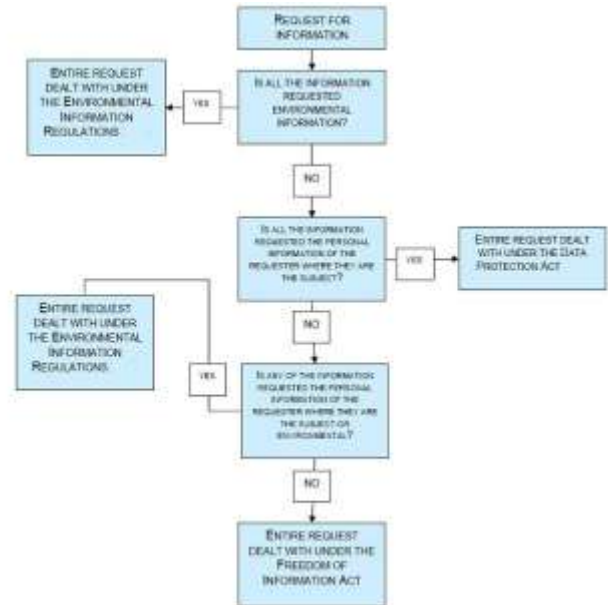 REQUEST FOR
INFORMATION
IS ALL THE INFORMATION
REQUESTED
ENVIRONMENTAL
INFORMATION?
YES
ENTIRE REQUEST
DEALT WITH UNDER
THE ENVIRONMENTAL
INFORMATION
REGULATIONS
NO
IS ALL THE INFORMATION
REQUESTED THE PERSONAL
INFORMATION OF THE
REQUESTER WHERE THEY ARE
THE SUBJECT?
YES
ENTIRE REQUEST DEALT
WITH UNDER THE DATA
PROTECTION ACT
NO
ENTIRE REQUEST
DEALT WITH UNDER
THE ENVIRONMENTAL
INFORMATION
REGULATIONS
YES
IS ANY OF THE INFORMATION
REQUESTED THE PERSONAL
INFORMATION OF THE
REQUESTER WHERE THEY ARE
THE SUBJECT OR
ENVIRONMENTAL?
NO
ENTIRE REQUEST
DEALT WITH UNDER THE
FREEDOM OF
INFORMATION ACT